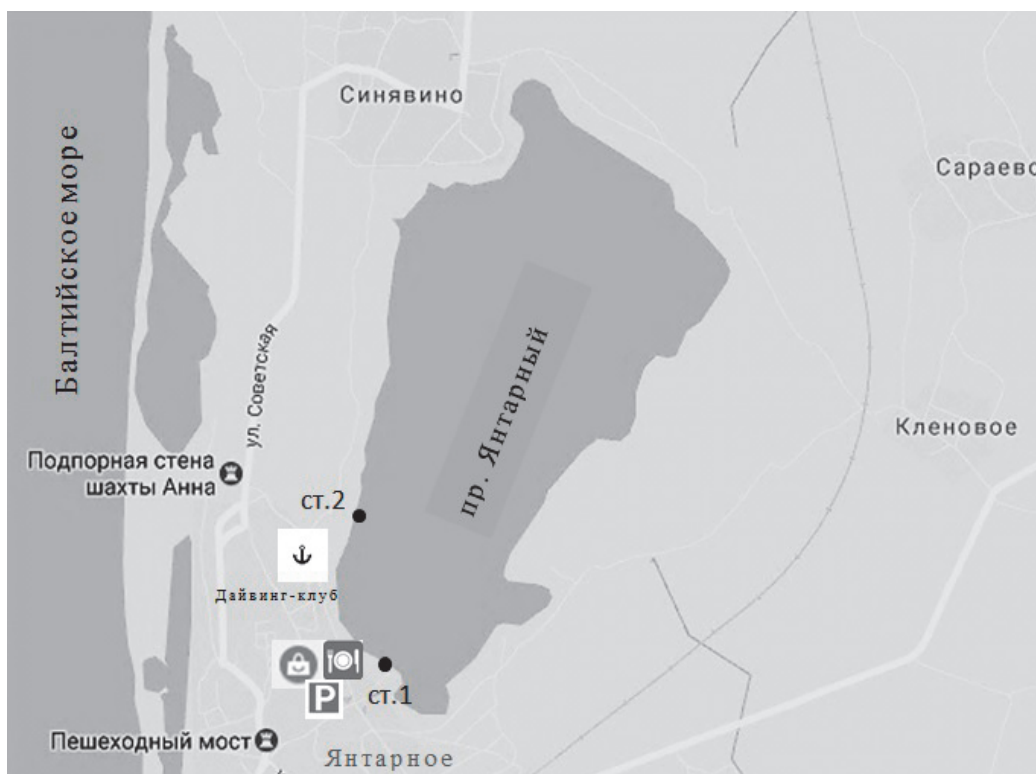 Синявино
Балтийское море
Сараево
ул. Советская
пр. Янтарный
Кленовое
Подпорная стена
шахты Анна
ст.2
Дайвинг-клуб
P
ст.1
Пешеходный мост
Янтарное